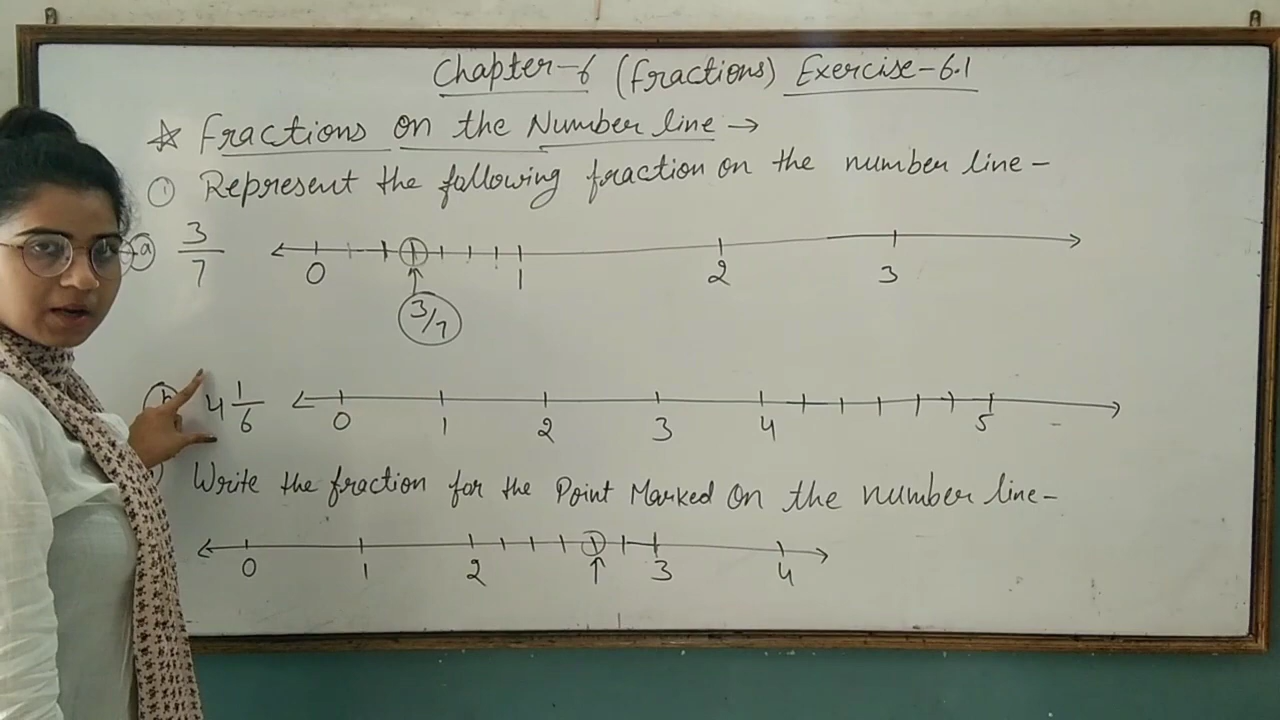 Chapter-6 (Fractions) Exercise-6.1
☆ Fractions on the Number line →
① Represent the following fraction on the number line -
ⓐ 3/7
0 1 2 3
3/7
4 1/6
0 1 2 3 4 5
Write the fraction for the Point Marked On the number line -
0 1 2 3 4